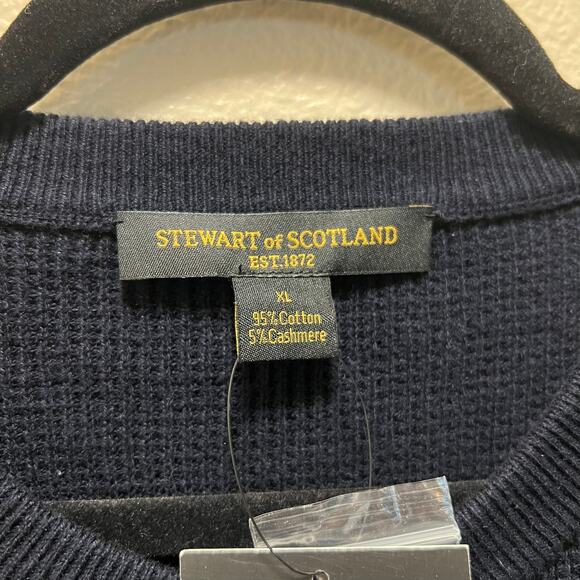 STEWART of SCOTLAND
EST.1872
XL
95% Cotton
5% Cashmere